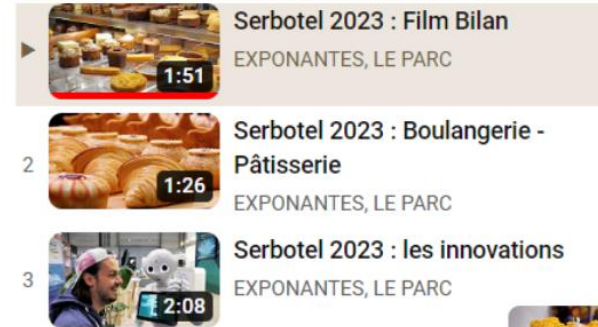 Serbotel 2023 : Film Bilan
EXPONANTES, LE PARC
1:51
2
Serbotel 2023 : Boulangerie -
Pâtisserie
EXPONANTES, LE PARC
1:26
3
Serbotel 2023 : les innovations
EXPONANTES, LE PARC
2:08